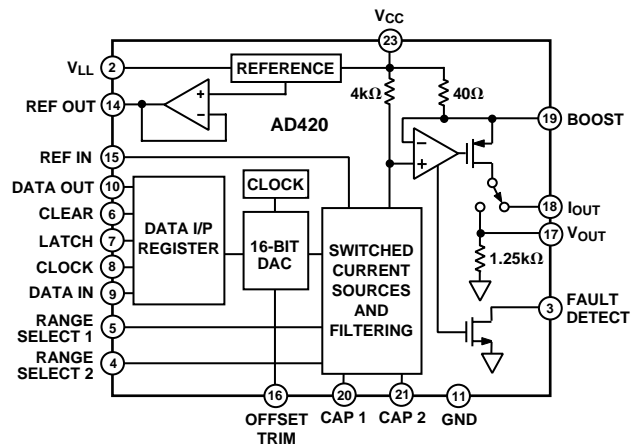 VCC
23
VLL
2
REFERENCE
4kΩ
40Ω
REF OUT
14
+
−
AD420
−
+
19
BOOST
REF IN
15
DATA OUT
10
CLEAR
6
LATCH
7
CLOCK
8
DATA IN
9
DATA I/P
REGISTER
CLOCK
16-BIT
DAC
SWITCHED
CURRENT
SOURCES
AND
FILTERING
18
IOUT
17
VOUT
1.25kΩ
3
FAULT
DETECT
RANGE
SELECT 1
5
RANGE
SELECT 2
4
16
20
21
11
OFFSET
TRIM
CAP 1
CAP 2
GND